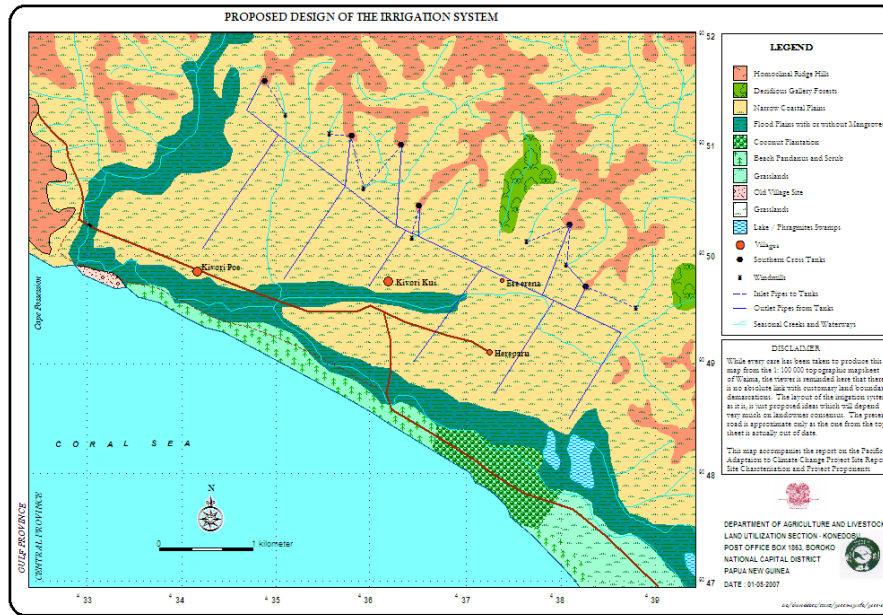 PROPOSED DESIGN OF THE IRRIGATION SYSTEM
52
51
50
49
48
47
LEGEND
Homoclinal Ridge Hills
Decidious Gallery Forests
Narrow Coastal Plains
Flood Plains with or without Mangroves
Coconut Plantation
Beach Pandanus and Scrub
Grasslands
Old Village Site
Grasslands
Lake / Phragmites Swamps
Villages
Southern Cross Tanks
Windmills
Inlet Pipes to Tanks
Outlet Pipes from Tanks
Seasonal Creeks and Waterways
Kivori Poe
Kivori Kui
Ere erena
Hereparu
Cape Possession
CORAL SEA
GULF PROVINCE
CENTRAL PROVINCE
N
0 1 kilometer
33 34 35 36 37 38 39
DISCLAIMER
While every care has been taken to produce this
map from the 1: 100 000 topographic mapsheet
of Waima, the viewer is reminded here that there
is no absolute link with customary land boundar
demarcations. The layout of the irrigation system
as it is, is just proposed ideas which will depend
very much on landowner consensus. The presen
road is approximate only as the one from the top
sheet is actually out of date.
This map accompanies the report on the Pacific
Adaptaion to Climate Change Project Site Repor
Site Charcterisation and Project Proponents
DEPARTMENT OF AGRICULTURE AND LIVESTOCK
LAND UTILIZATION SECTION - KONEDOBU
POST OFFICE BOX 1863, BOROKO
NATIONAL CAPITAL DISTRICT
PAPUA NEW GUINEA
DATE : 01-05-2007